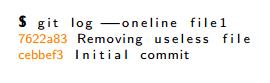 $ git log --oneline file1
7622a83 Removing useless file
cebbef3 Initial commit